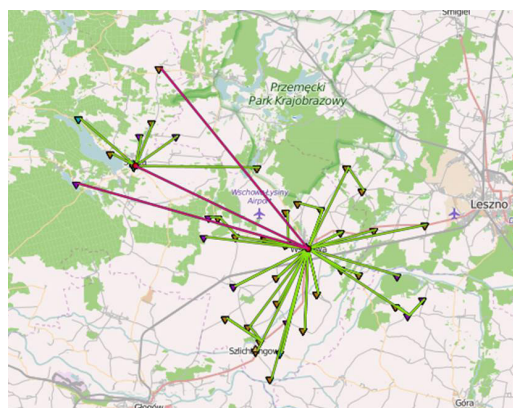 Śmigiel
Przemęcki
Park Krajobrazowy
Wschowa-Łysiny
Airport
Leszno
Szlichtyngowa
Głogów
Góra